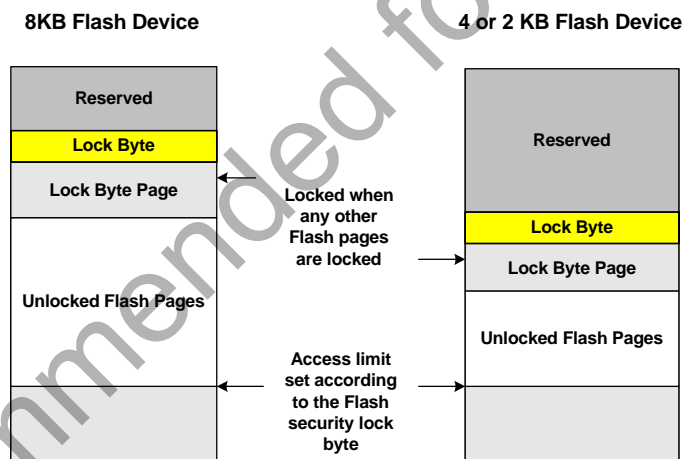 8KB Flash Device
4 or 2 KB Flash Device
Reserved
Lock Byte
Lock Byte Page
Unlocked Flash Pages
Locked when
any other
Flash pages
are locked
Access limit
set according
to the Flash
security lock
byte
Reserved
Lock Byte
Lock Byte Page
Unlocked Flash Pages